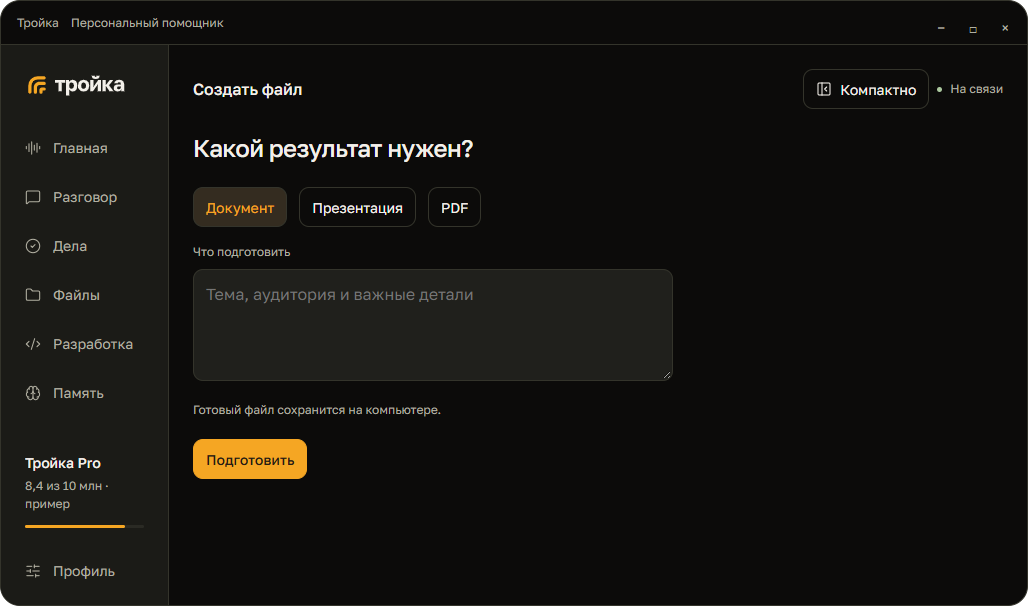 Тройка Персональный помощник
тройка
Главная
Разговор
Дела
Файлы
Разработка
Память
Тройка Pro
8,4 из 10 млн ·
пример
Профиль
Создать файл
Компактно
На связи
Какой результат нужен?
Документ
Презентация
PDF
Что подготовить
Тема, аудитория и важные детали
Готовый файл сохранится на компьютере.
Подготовить